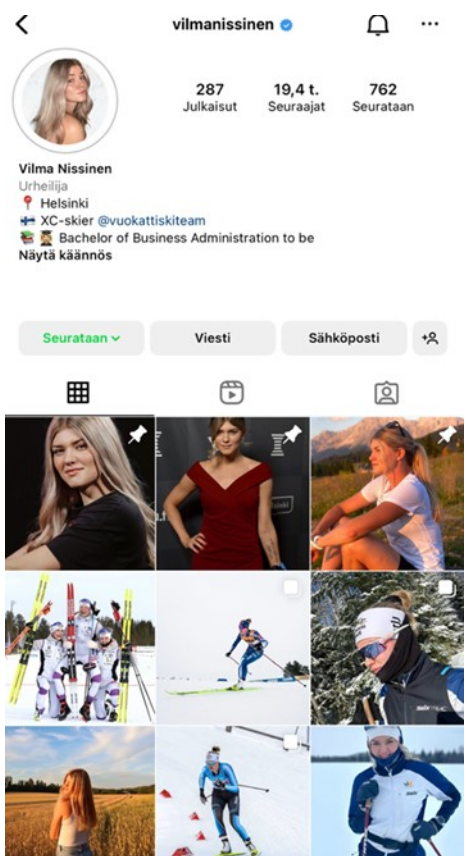 vilmanissinen
287
Julkaisut
19,4 t.
Seuraajat
762
Seurataan
Vilma Nissinen
Urheilija
📍 Helsinki
🇫🇮 XC-skier @vuokattiskiteam
📚 👩‍🎓 Bachelor of Business Administration to be
Näytä käännös
Seurataan
Viesti
Sähköposti